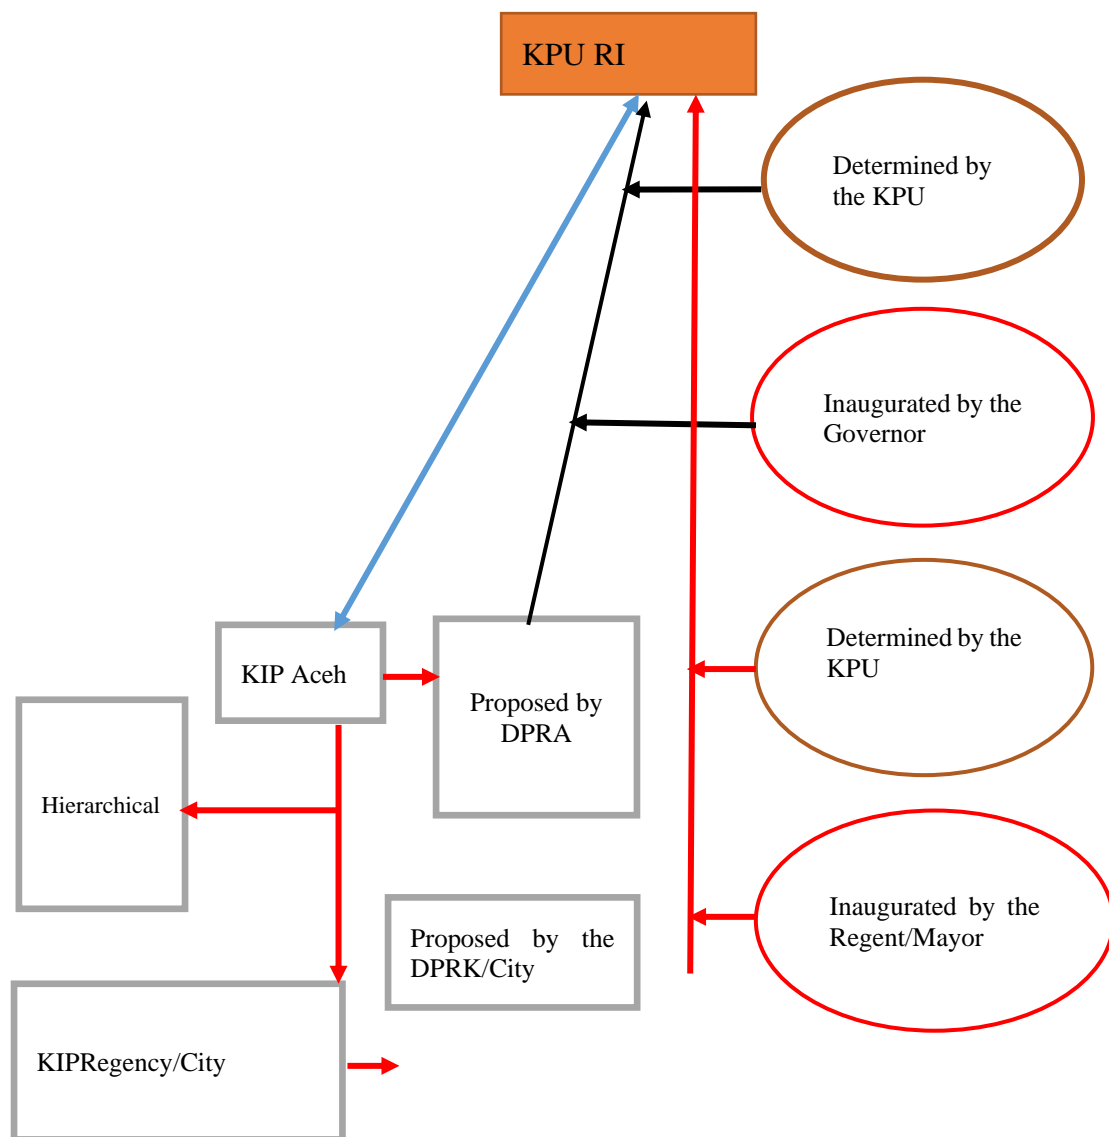 KPU RI
Determined by
the KPU
Inaugurated by the
Governor
Determined by the
KPU
KIP Aceh
Proposed by
DPRA
Hierarchical
Inaugurated by the
Regent/Mayor
Proposed by the
DPRK/City
KIPRegency/City